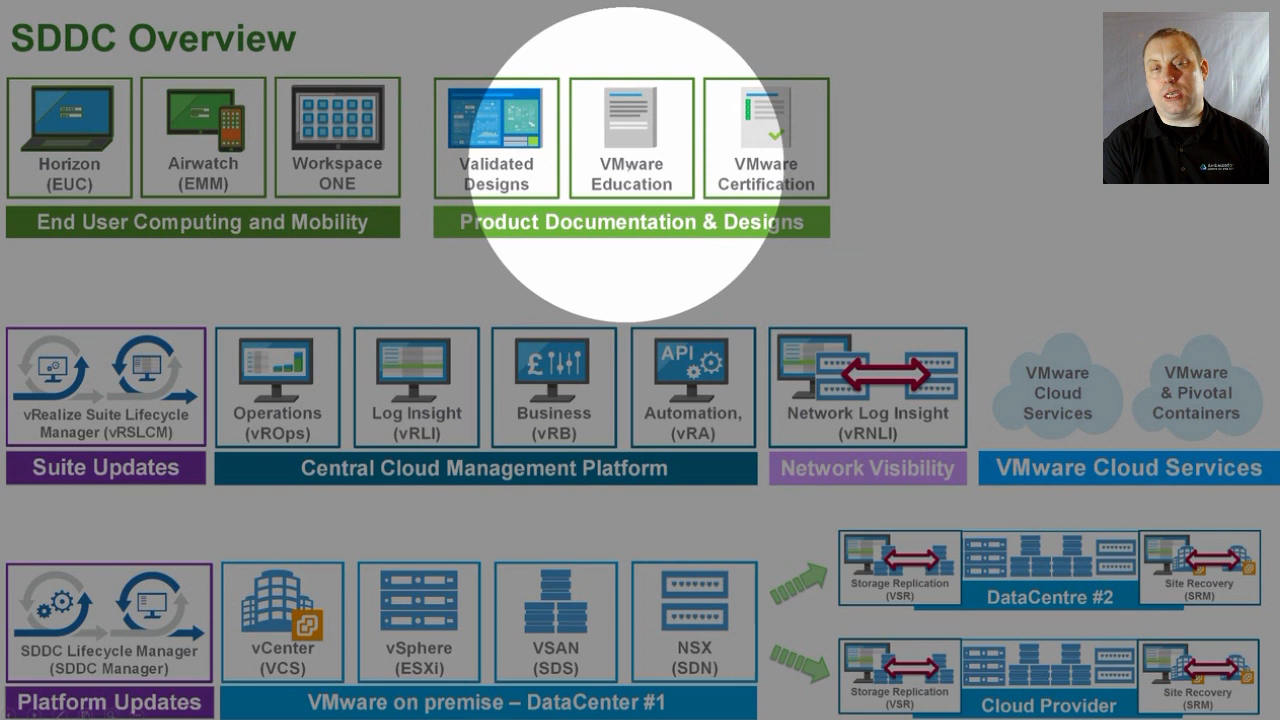 SDDC Overview
Horizon
(EUC)
Airwatch
(EMM)
Workspace
ONE
End User Computing and Mobility
Validated
Designs
VMware
Education
VMware
Certification
Product Documentation & Designs
vRealize Suite Lifecycle
Manager (vRSLCM)
Suite Updates
Operations
(vROps)
Log Insight
(vRLI)
£
Business
(vRB)
API
Automation,
(vRA)
Central Cloud Management Platform
Network Log Insight
(vRNLI)
Network Visibility
VMware
Cloud
Services
VMware
& Pivotal
Containers
VMware Cloud Services
SDDC Lifecycle Manager
(SDDC Manager)
Platform Updates
vCenter
(VCS)
vSphere
(ESXi)
VSAN
(SDS)
NSX
(SDN)
VMware on premise – DataCenter #1
Storage Replication
(VSR)
DataCentre #2
Site Recovery
(SRM)
Storage Replication
(VSR)
Cloud Provider
Site Recovery
(SRM)